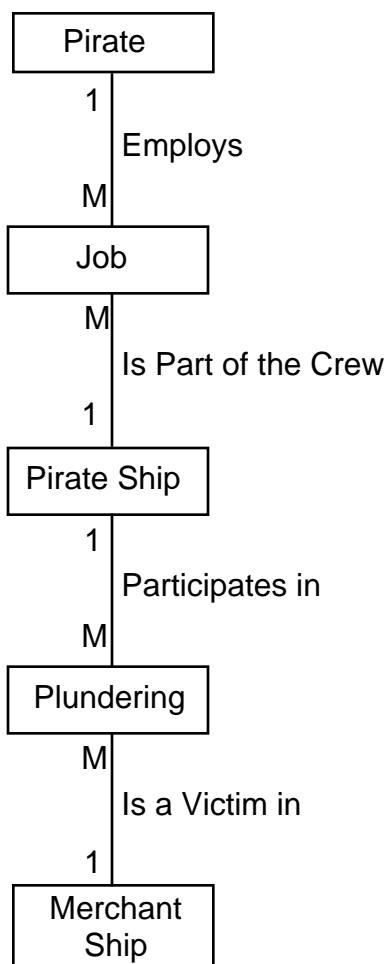 Pirate
1
Employs
M
Job
M
Is Part of the Crew
1
Pirate Ship
1
Participates in
M
Plundering
M
Is a Victim in
1
Merchant
Ship